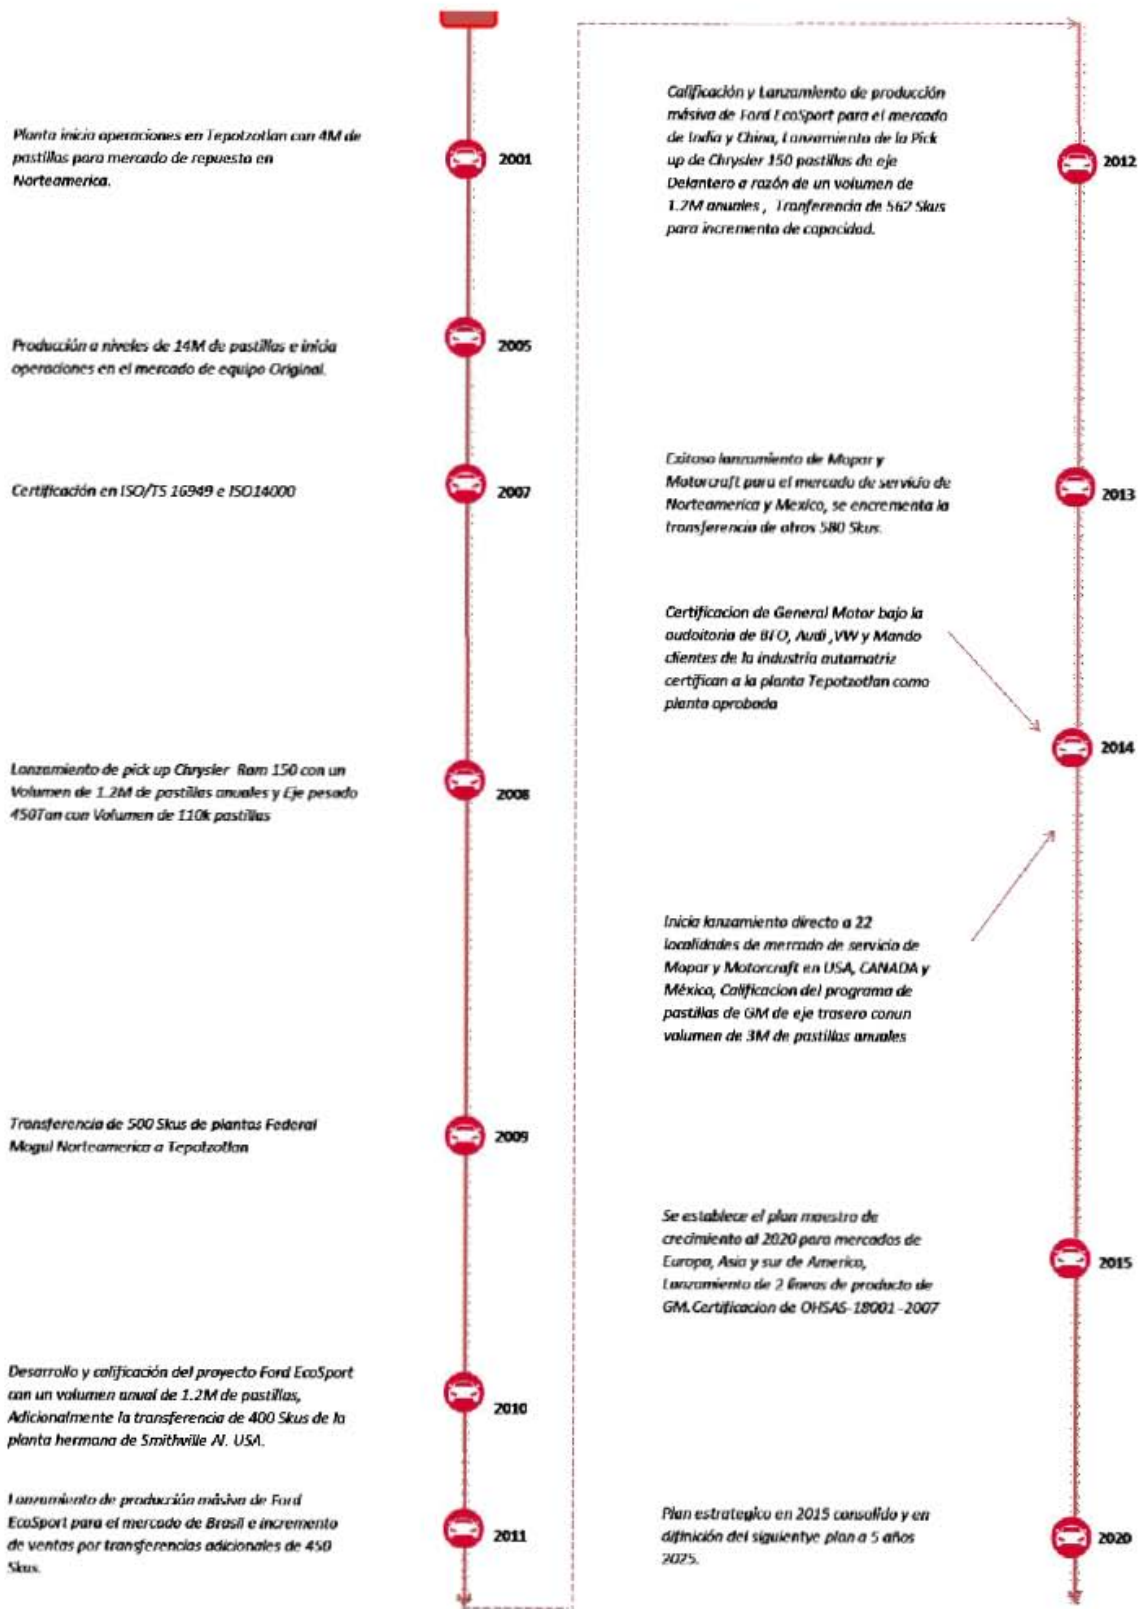 Planta inicia operaciones en Tepotzotlan con 4M de
pastillas para mercado de repuesto en
Norteamerica.
2001
Producción a niveles de 14M de pastillas e inicia
operaciones en el mercado de equipo Original.
2005
Certificación en ISO/TS 16949 e ISO14000
2007
Lanzamiento de pick up Chrysler Ram 150 con un
Volumen de 1.2M de pastillas anuales y Eje pesado
450Tan con Volumen de 110k pastillas
2008
Transferencia de 500 Skus de plantas Federal
Mogul Norteamerica a Tepotzotlan
2009
Desarrollo y calificación del proyecto Ford EcoSport
con un volumen anual de 1.2M de pastillas,
Adicionalmente la transferencia de 400 Skus de la
planta hermana de Smithville N. USA.
2010
Lanzamiento de producción másiva de Ford
EcoSport para el mercado de Brasil e incremento
de ventas por transferencias adicionales de 450
Skus.
2011
Calificación y Lanzamiento de producción
másiva de Ford EcoSport para el mercado
de India y China, Lanzamiento de la Pick
up de Chrysler 150 pastillas de eje
Delantero a razón de un volumen de
1.2M anuales , Tranferencia de 562 Skus
para incremento de capacidad.
2012
Exitoso lanzamiento de Mopar y
Motorcraft para el mercado de servicio de
Norteamerica y Mexico, se encrementa la
transferencia de otros 580 Skus.
2013
Certificacion de General Motor bajo la
audoitoria de BFO, Audi ,VW y Mando
clientes de la industria automatriz
certifican a la planta Tepotzotlan como
planta aprobada
2014
Inicia lanzamiento directo a 22
localidades de mercado de servicio de
Mopar y Motorcraft en USA, CANADA y
México, Calificacion del programa de
pastillas de GM de eje trasero conun
volumen de 3M de pastillas anuales
Se establece el plan maestro de
crecimiento al 2020 para mercados de
Europa, Asia y sur de America,
Lanzamiento de 2 lineas de producto de
GM.Certificacion de OHSAS-18001 -2007
2015
Plan estrategico en 2015 consolido y en
difinición del siguientye plan a 5 años
2025.
2020